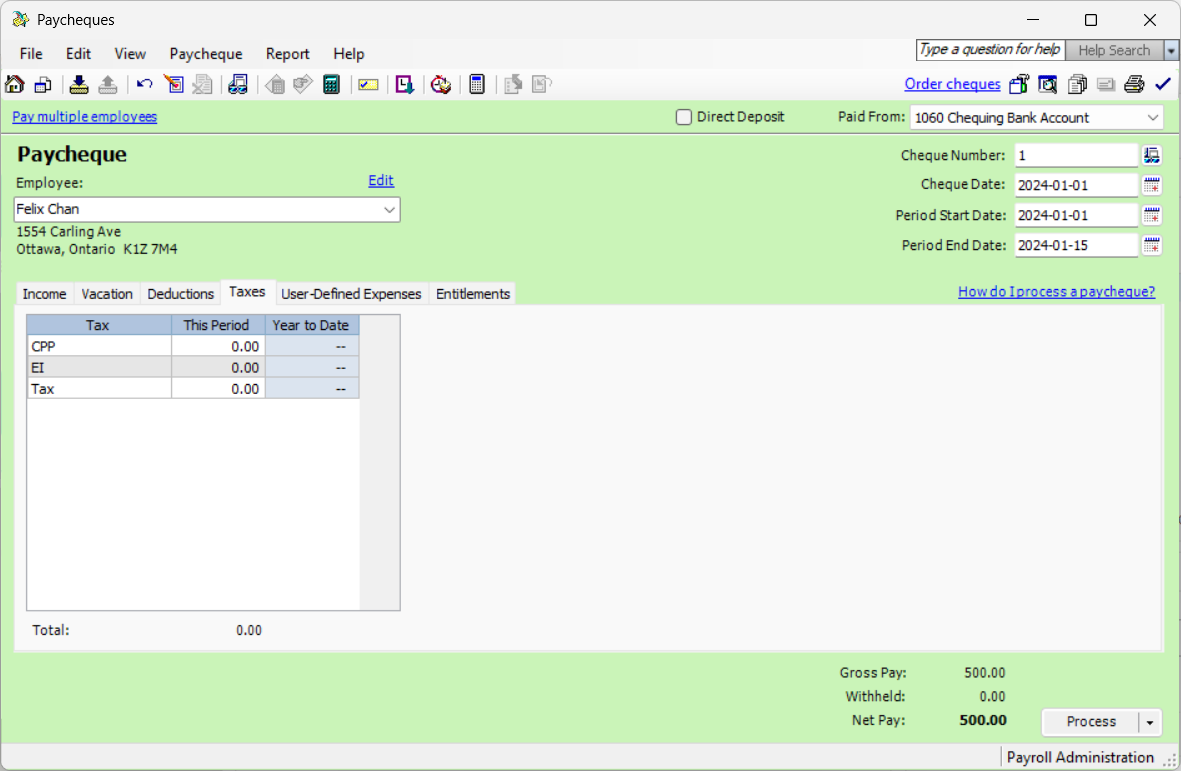 Paycheques
File Edit View Paycheque Report Help
Type a question for help Help Search
Order cheques
Pay multiple employees
Direct Deposit
Paid From: 1060 Chequing Bank Account
Paycheque
Employee: Edit
Felix Chan
1554 Carling Ave
Ottawa, Ontario K1Z 7M4
Cheque Number: 1
Cheque Date: 2024-01-01
Period Start Date: 2024-01-01
Period End Date: 2024-01-15
Income Vacation Deductions Taxes User-Defined Expenses Entitlements
How do I process a paycheque?
Tax This Period Year to Date
CPP 0.00 --
EI 0.00 --
Tax 0.00 --
Total: 0.00
Gross Pay: 500.00
Withheld: 0.00
Net Pay: 500.00
Process
Payroll Administration